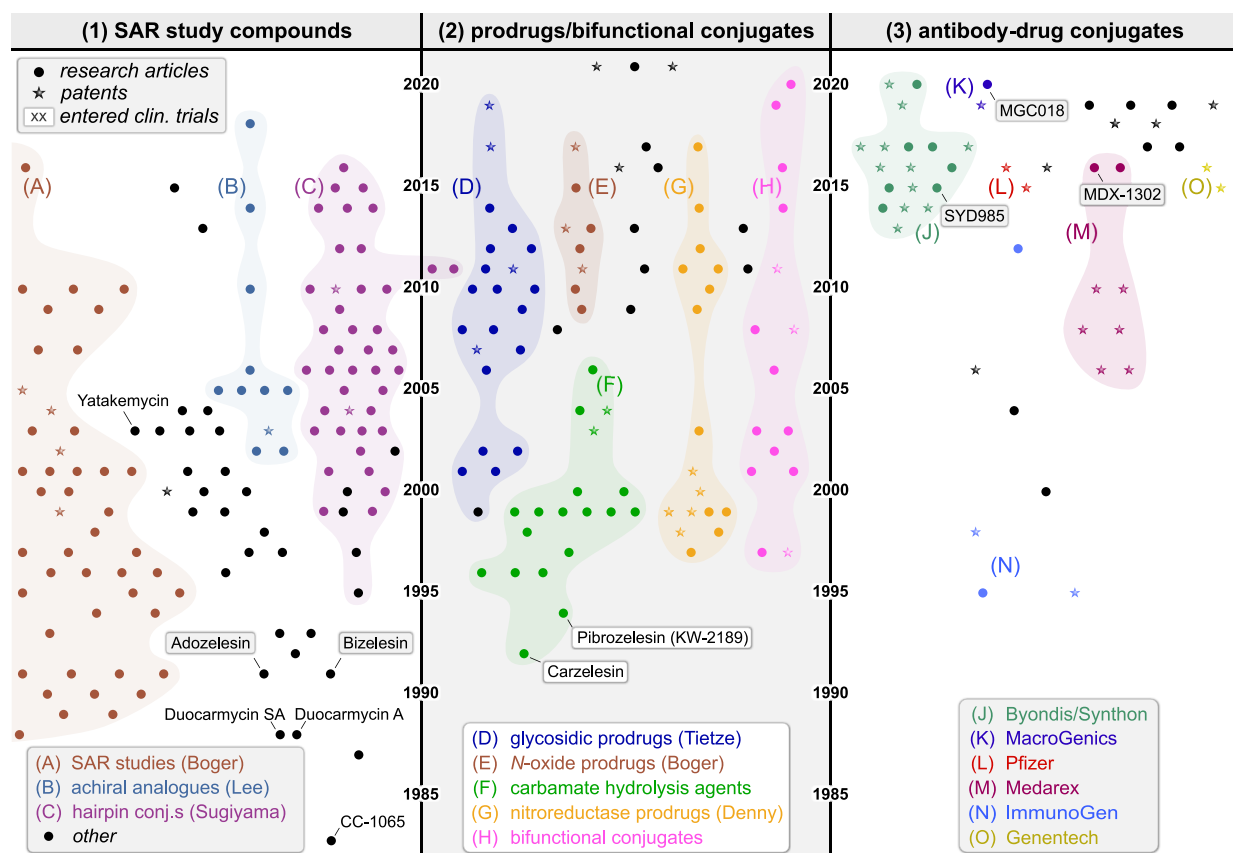 (1) SAR study compounds
(2) prodrugs/bifunctional conjugates
(3) antibody-drug conjugates
research articles
patents
xx entered clin. trials
2020
2020
(K)
MGC018
(A)
(B)
(C)
2015
(D)
(E)
(G)
(H)
2015
(L)
MDX-1302
(O)
SYD985
(J)
(M)
2010
2010
2005
(F)
2005
Yatakemycin
2000
2000
(N)
1995
1995
Adozelesin
Bizelesin
Pibrozelesin (KW-2189)
Carzelesin
1990
1990
Duocarmycin SA
Duocarmycin A
1985
1985
CC-1065
(A) SAR studies (Boger)
(B) achiral analogues (Lee)
(C) hairpin conj.s (Sugiyama)
other
(D) glycosidic prodrugs (Tietze)
(E) N-oxide prodrugs (Boger)
(F) carbamate hydrolysis agents
(G) nitroreductase prodrugs (Denny)
(H) bifunctional conjugates
(J) Byondis/Synthon
(K) MacroGenics
(L) Pfizer
(M) Medarex
(N) ImmunoGen
(O) Genentech